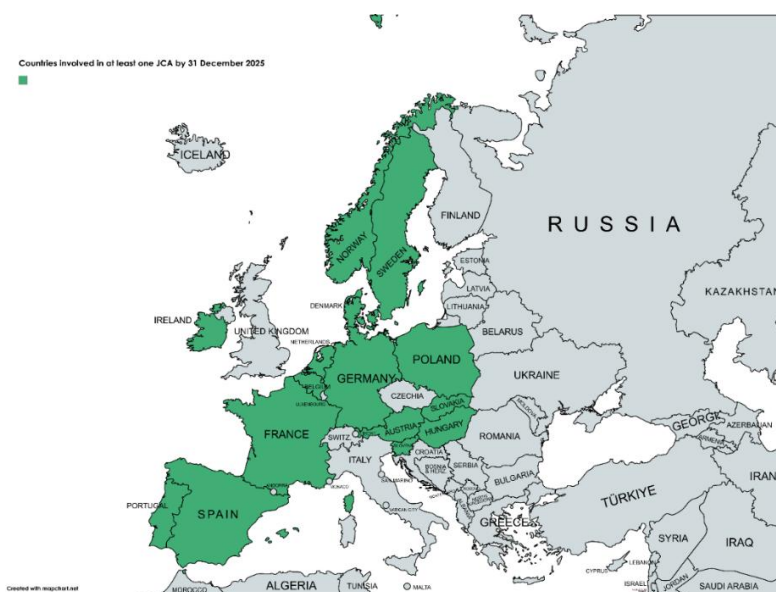 Countries involved in at least one JCA by 31 December 2025
ICELAND
NORWAY
SWEDEN
FINLAND
RUSSIA
ESTONIA
LATVIA
LITHUANIA
DENMARK
IRELAND
UNITED KINGDOM
NETHERLANDS
BELARUS
KAZAKHSTAN
POLAND
GERMANY
BELGIUM
LUXEMBOURG
CZECHIA
UKRAINE
SLOVAKIA
FRANCE
SWITZ.
AUSTRIA
HUNGARY
MOLDOVA
ROMANIA
ITALY
CROATIA
BOSNIA
& HERZ.
SERBIA
GEORGI
AZERBAIJAN
ARMENIA
MONACO
SAN MARINO
BULGARIA
ANDORRA
PORTUGAL
SPAIN
VATICAN CITY
GREECE
TÜRKIYE
IRAN
SYRIA
IRAQ
CYPRUS
LEBANON
ISRAEL
JORDAN
SAUDI ARABIA
MOROCCO
ALGERIA
TUNISIA
MALTA
Created with mapchart.net